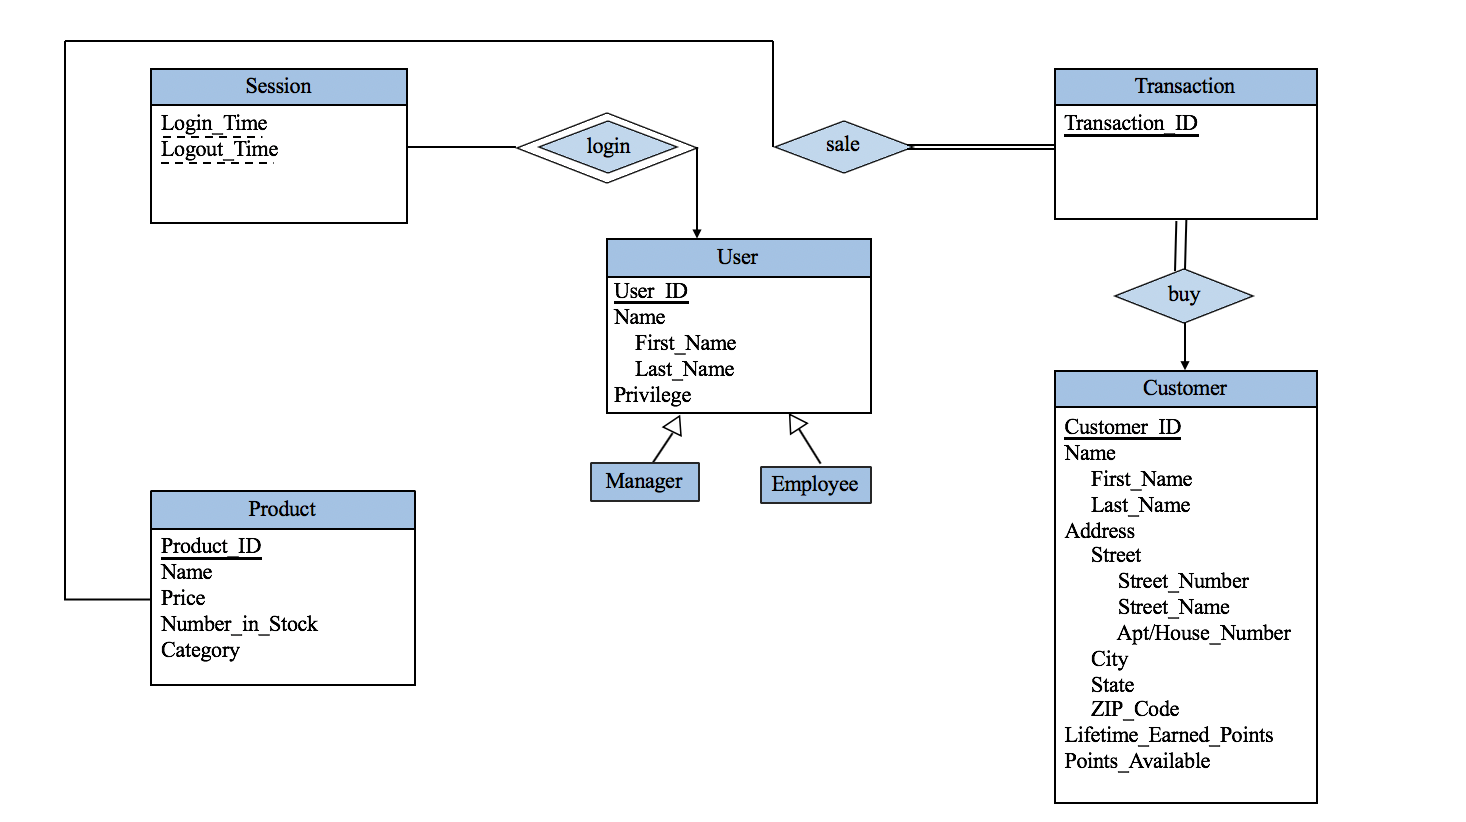 Session
Login_Time
Logout_Time
login
sale
Transaction
Transaction_ID
User
User_ID
Name
First_Name
Last_Name
Privilege
Manager
Employee
buy
Customer
Customer_ID
Name
First_Name
Last_Name
Address
Street
Street_Number
Street_Name
Apt/House_Number
City
State
ZIP_Code
Lifetime_Earned_Points
Points_Available
Product
Product_ID
Name
Price
Number_in_Stock
Category